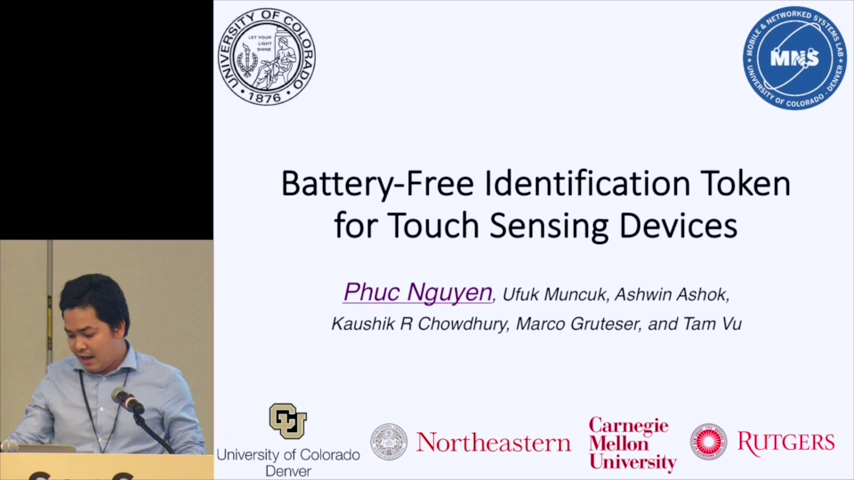 UNIVERSITY OF COLORADO
LET YOUR
LIGHT
SHINE
1876
MOBILE & NETWORKED SYSTEMS LAB
MNS
UNIVERSITY OF COLORADO - DENVER
Battery-Free Identification Token
for Touch Sensing Devices
Phuc Nguyen, Ufuk Muncuk, Ashwin Ashok,
Kaushik R Chowdhury, Marco Gruteser, and Tam Vu
CU
University of Colorado
Denver
Northeastern
Carnegie
Mellon
University
RUTGERS